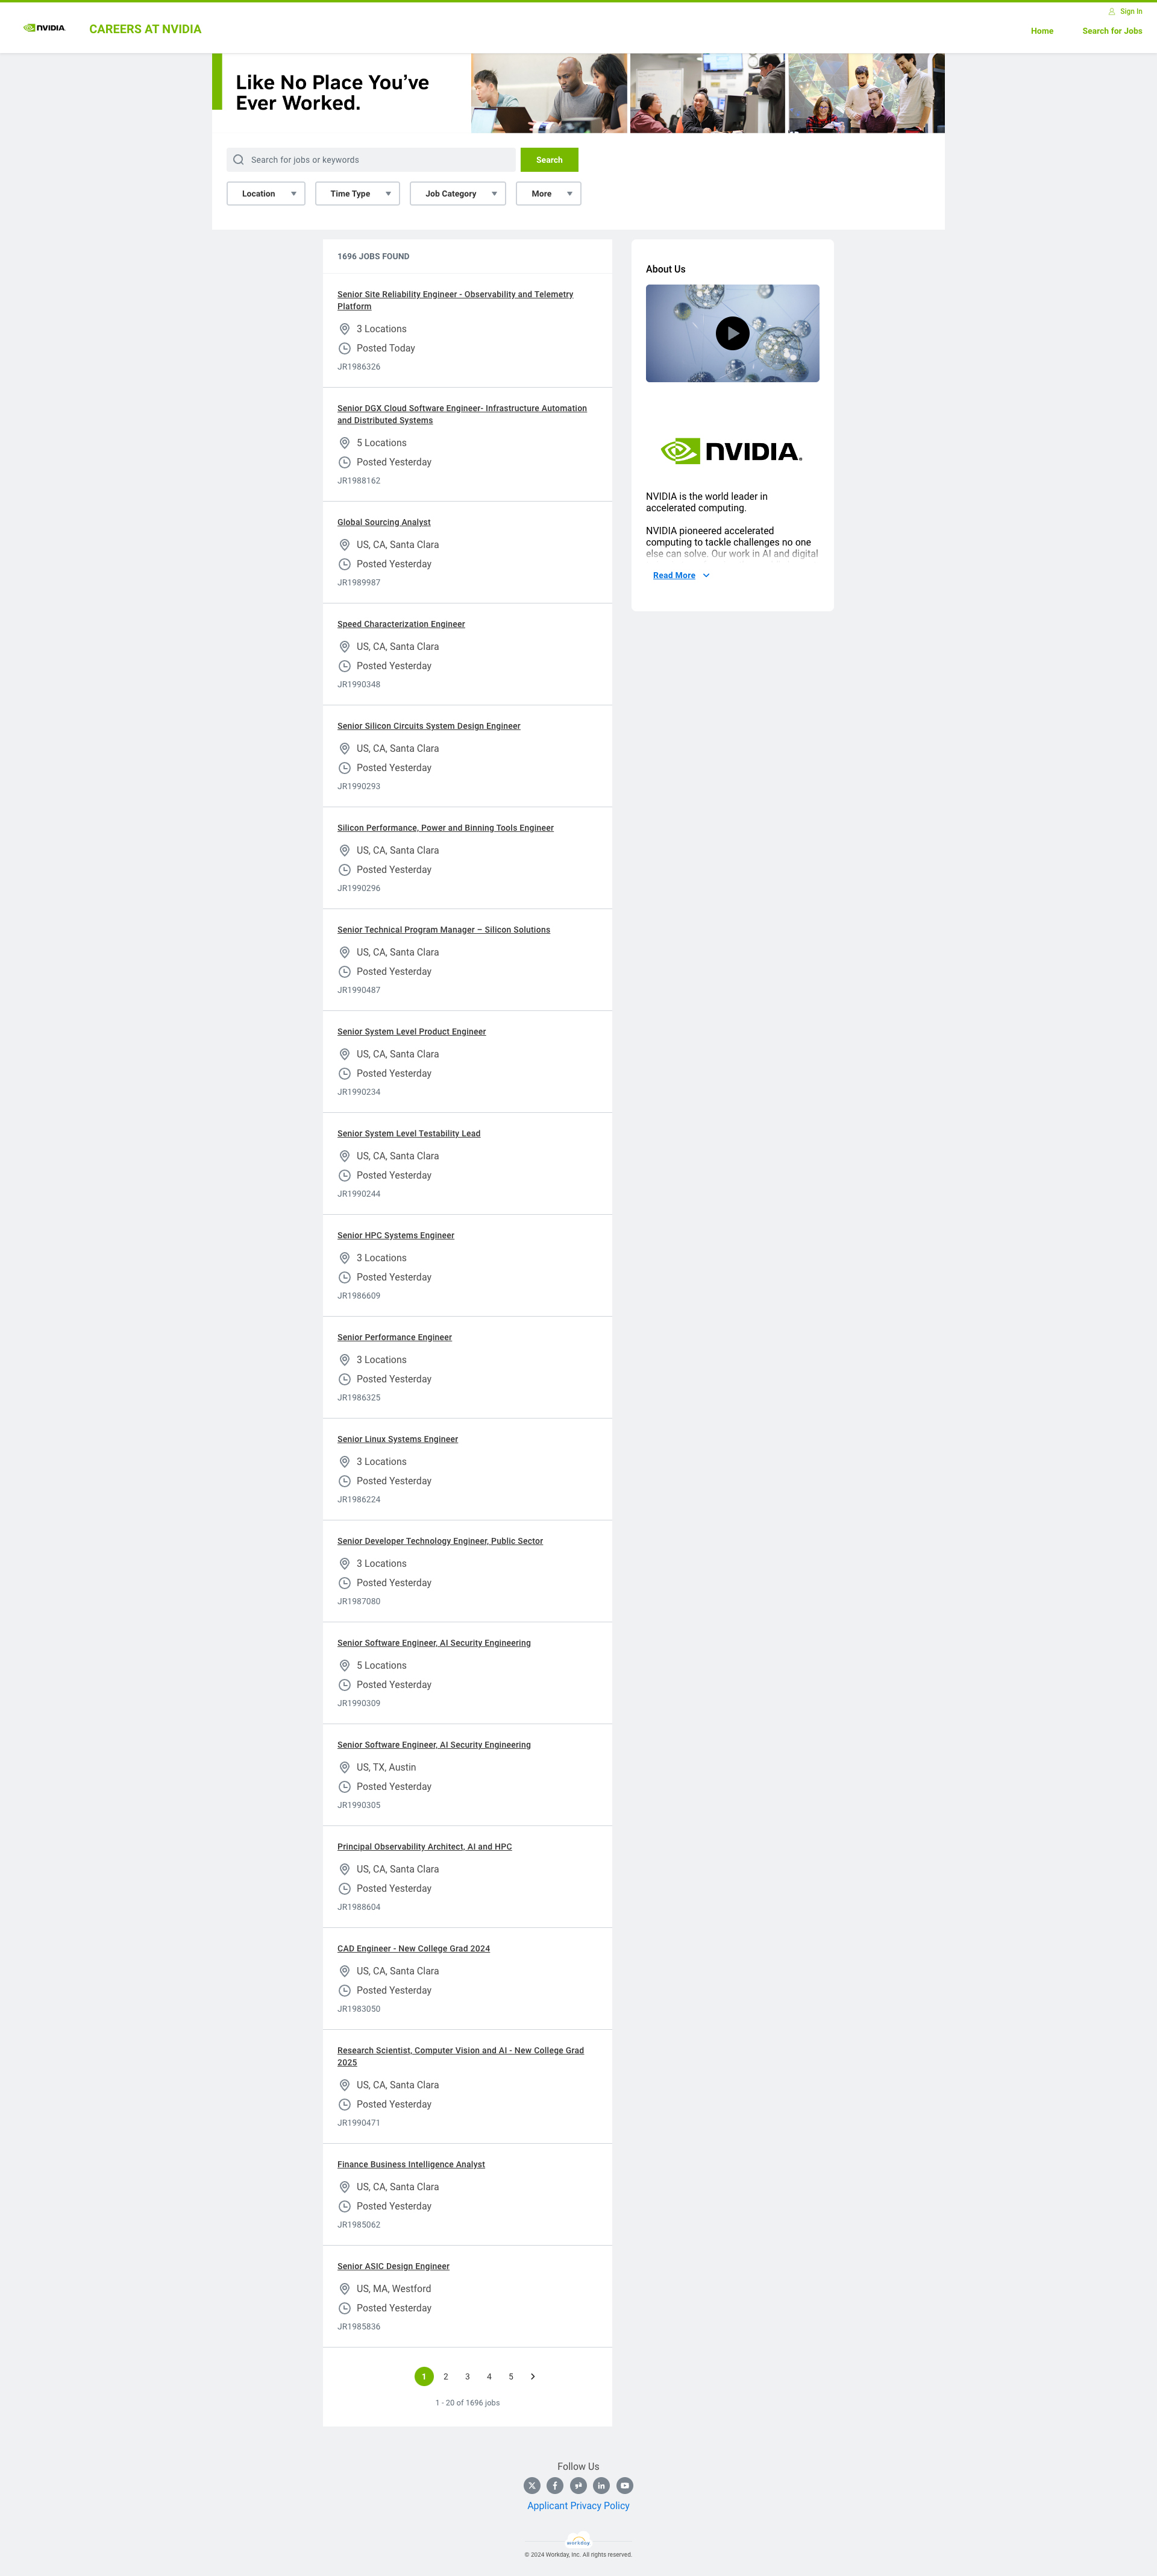 Sign In
NVIDIA.
CAREERS AT NVIDIA
Home
Search for Jobs
Like No Place You’ve
Ever Worked.
Search for jobs or keywords
Search
Location
Time Type
Job Category
More
1696 JOBS FOUND
Senior Site Reliability Engineer - Observability and Telemetry
Platform
3 Locations
Posted Today
JR1986326
Senior DGX Cloud Software Engineer- Infrastructure Automation
and Distributed Systems
5 Locations
Posted Yesterday
JR1988162
Global Sourcing Analyst
US, CA, Santa Clara
Posted Yesterday
JR1989987
Speed Characterization Engineer
US, CA, Santa Clara
Posted Yesterday
JR1990348
Senior Silicon Circuits System Design Engineer
US, CA, Santa Clara
Posted Yesterday
JR1990293
Silicon Performance, Power and Binning Tools Engineer
US, CA, Santa Clara
Posted Yesterday
JR1990296
Senior Technical Program Manager – Silicon Solutions
US, CA, Santa Clara
Posted Yesterday
JR1990487
Senior System Level Product Engineer
US, CA, Santa Clara
Posted Yesterday
JR1990234
Senior System Level Testability Lead
US, CA, Santa Clara
Posted Yesterday
JR1990244
Senior HPC Systems Engineer
3 Locations
Posted Yesterday
JR1986609
Senior Performance Engineer
3 Locations
Posted Yesterday
JR1986325
Senior Linux Systems Engineer
3 Locations
Posted Yesterday
JR1986224
Senior Developer Technology Engineer, Public Sector
3 Locations
Posted Yesterday
JR1987080
Senior Software Engineer, AI Security Engineering
5 Locations
Posted Yesterday
JR1990309
Senior Software Engineer, AI Security Engineering
US, TX, Austin
Posted Yesterday
JR1990305
Principal Observability Architect, AI and HPC
US, CA, Santa Clara
Posted Yesterday
JR1988604
CAD Engineer - New College Grad 2024
US, CA, Santa Clara
Posted Yesterday
JR1983050
Research Scientist, Computer Vision and AI - New College Grad
2025
US, CA, Santa Clara
Posted Yesterday
JR1990471
Finance Business Intelligence Analyst
US, CA, Santa Clara
Posted Yesterday
JR1985062
Senior ASIC Design Engineer
US, MA, Westford
Posted Yesterday
JR1985836
1 2 3 4 5
1 - 20 of 1696 jobs
About Us
NVIDIA.
NVIDIA is the world leader in
accelerated computing.
NVIDIA pioneered accelerated
computing to tackle challenges no one
else can solve. Our work in AI and digital
Read More
Follow Us
Applicant Privacy Policy
workday
© 2024 Workday, Inc. All rights reserved.